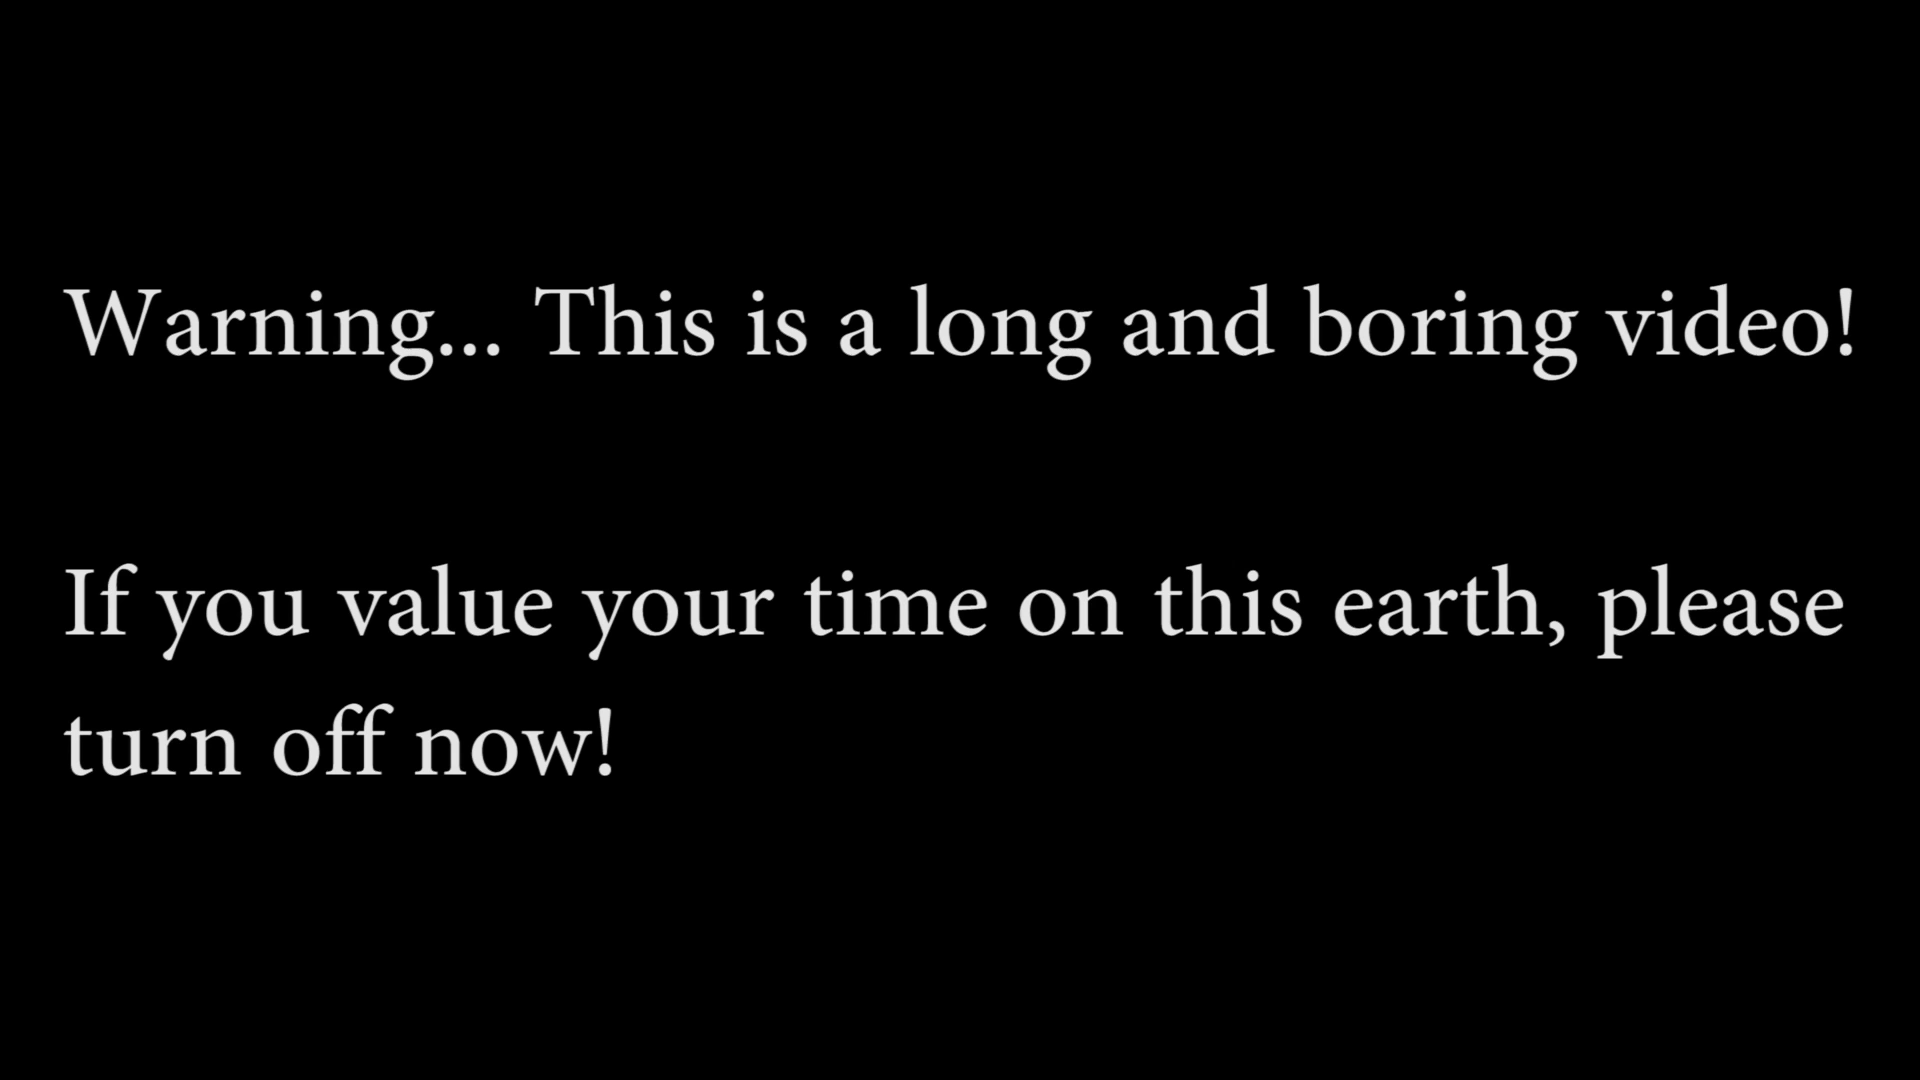 Warning... This is a long and boring video!
If you value your time on this earth, please
turn off now!